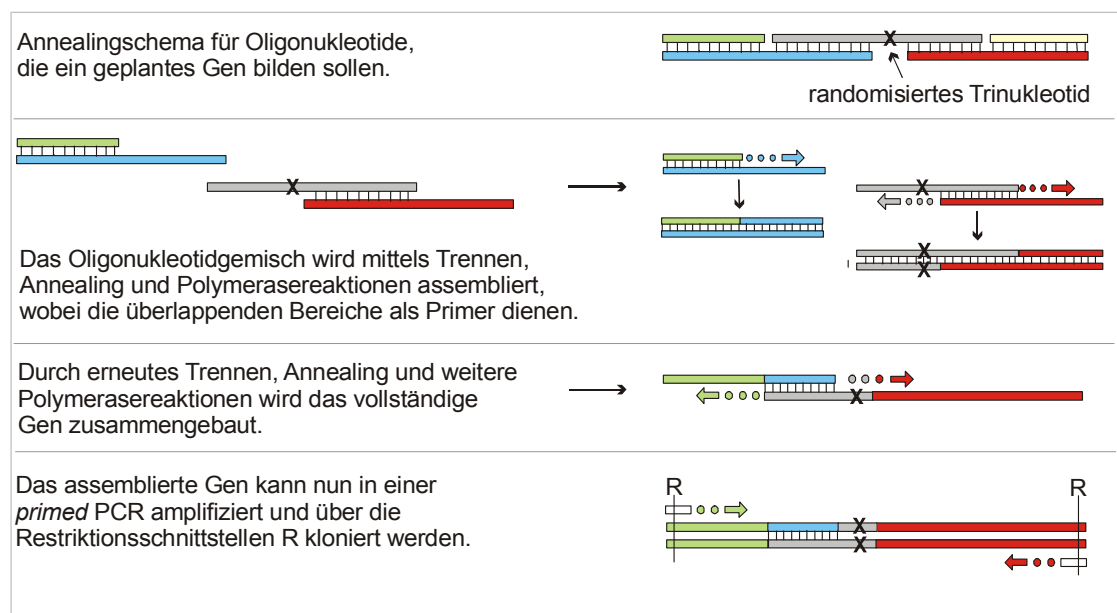 Annealingschema für Oligonukleotide,
die ein geplantes Gen bilden sollen.
X
randomisiertes Trinukleotid
X
X
X
X
Das Oligonukleotidgemisch wird mittels Trennen,
Annealing und Polymerasereaktionen assembliert,
wobei die überlappenden Bereiche als Primer dienen.
Durch erneutes Trennen, Annealing und weitere
Polymerasereaktionen wird das vollständige
Gen zusammengebaut.
X
Das assemblierte Gen kann nun in einer
primed PCR amplifiziert und über die
Restriktionsschnittstellen R kloniert werden.
R R
X
X